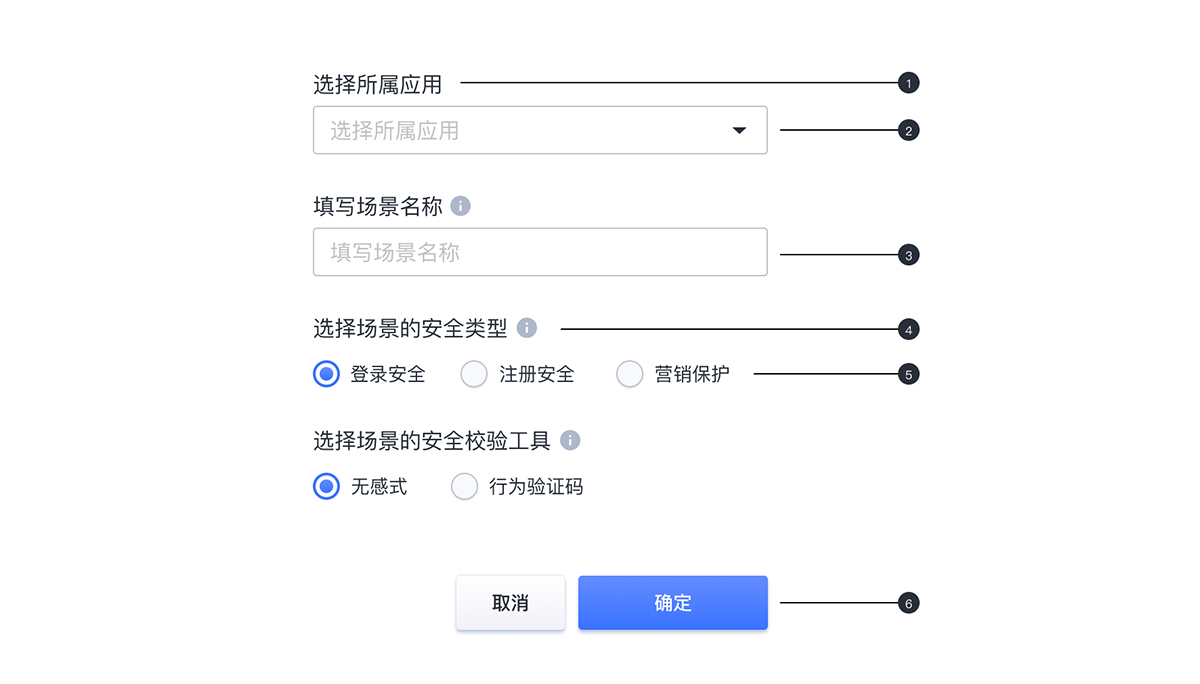 选择所属应用 1
选择所属应用 2
填写场景名称
填写场景名称 3
选择场景的安全类型 4
登录安全 注册安全 营销保护 5
选择场景的安全校验工具
无感式 行为验证码
取消 确定 6